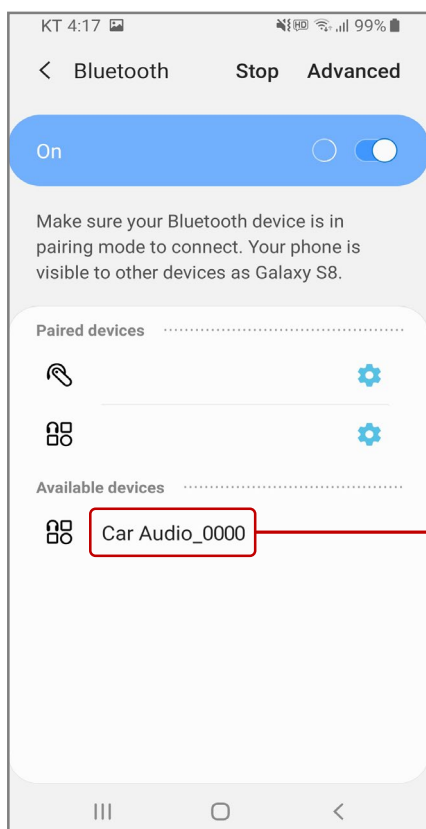 KT 4:17 HD 99%
Bluetooth Stop Advanced
On
Make sure your Bluetooth device is in
pairing mode to connect. Your phone is
visible to other devices as Galaxy S8.
Paired devices
Available devices
Car Audio_0000